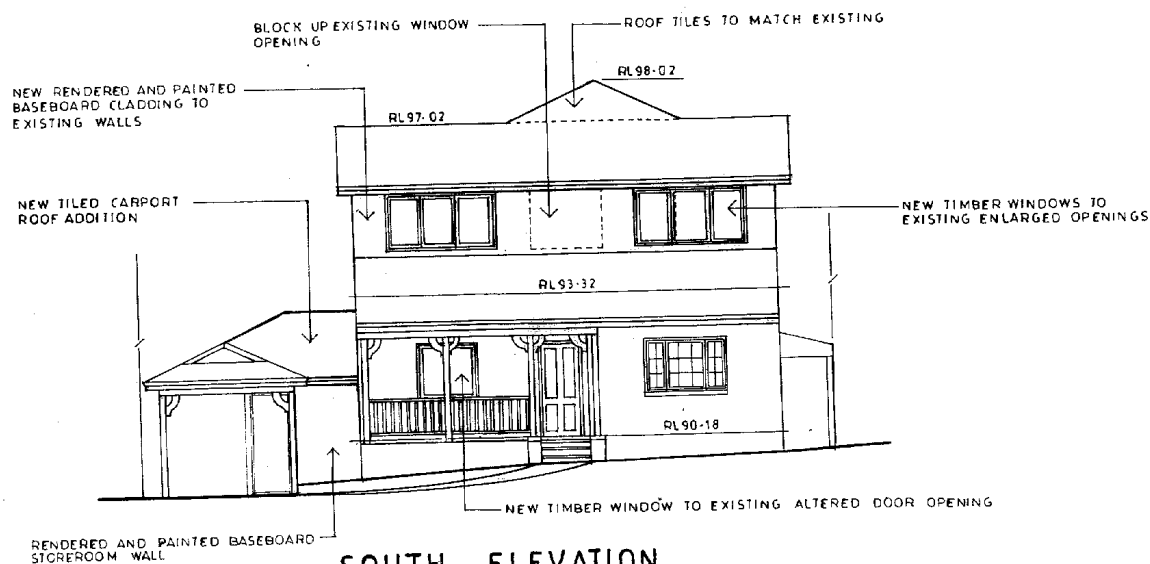 BLOCK UP EXISTING WINDOW
OPENING
ROOF TILES TO MATCH EXISTING
RL98-02
NEW RENDERED AND PAINTED
BASEBOARD CLADDING TO
EXISTING WALLS
RL97-02
NEW TILED CARPORT
ROOF ADDITION
NEW TIMBER WINDOWS TO
EXISTING ENLARGED OPENINGS
RL93-32
RL90-18
NEW TIMBER WINDOW TO EXISTING ALTERED DOOR OPENING
RENDERED AND PAINTED BASEBOARD
STOREROOM WALL
SOUTH ELEVATION